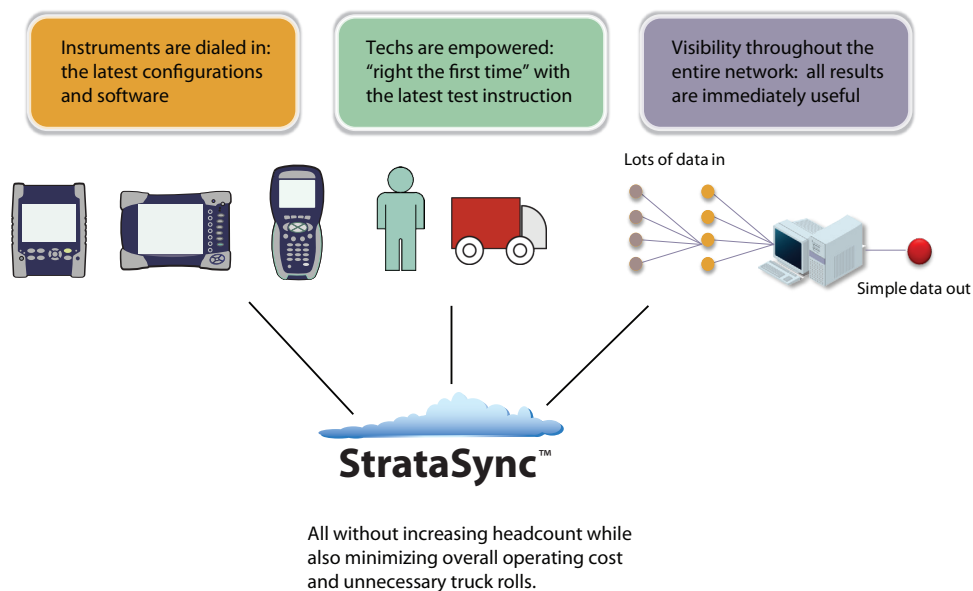 Instruments are dialed in:
the latest configurations
and software
Techs are empowered:
“right the first time” with
the latest test instruction
Visibility throughout the
entire network:  all results
are immediately useful
Lots of data in
Simple data out
StrataSync™
All without increasing headcount while
also minimizing overall operating cost
and unnecessary truck rolls.